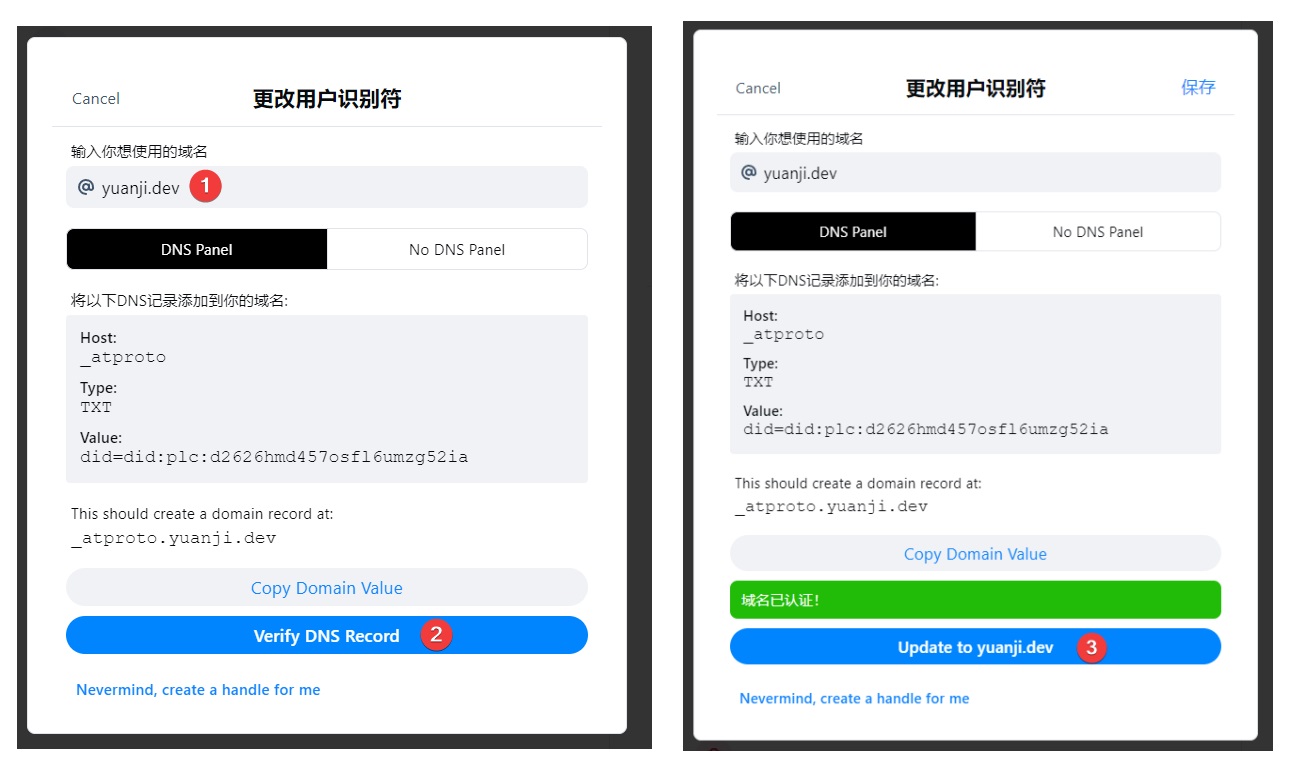 Cancel
更改用户识别符
输入你想使用的域名
@ yuanji.dev
1
DNS Panel
No DNS Panel
将以下DNS记录添加到你的域名:
Host:
_atproto
Type:
TXT
Value:
did=did:plc:d2626hmd457osfl6umzg52ia
This should create a domain record at:
_atproto.yuanji.dev
Copy Domain Value
Verify DNS Record
2
Nevermind, create a handle for me
Cancel
更改用户识别符
保存
输入你想使用的域名
@ yuanji.dev
DNS Panel
No DNS Panel
将以下DNS记录添加到你的域名:
Host:
_atproto
Type:
TXT
Value:
did=did:plc:d2626hmd457osfl6umzg52ia
This should create a domain record at:
_atproto.yuanji.dev
Copy Domain Value
域名已认证!
Update to yuanji.dev
3
Nevermind, create a handle for me